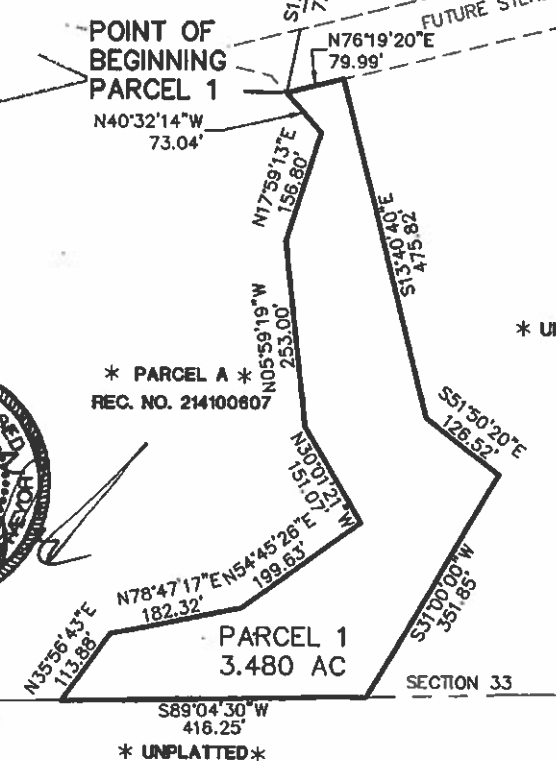 POINT OF
BEGINNING
PARCEL 1
FUTURE
N76°19'20"E
79.99'
N40°32'14"W
73.04'
N17°59'13"E
156.80'
S13°40'40"E
475.82'
N05°59'19"W
253.00'
* PARCEL A *
REC. NO. 214100607
*
S51°50'20"E
126.52'
N30°01'21"W
151.07'
N54°45'26"E
199.63'
N78°47'17"E
182.32'
S31°00'00"W
351.85'
N35°56'43"E
113.88'
PARCEL 1
3.480 AC
SECTION 33
S89°04'30"W
416.25'
* UNPLATTED *